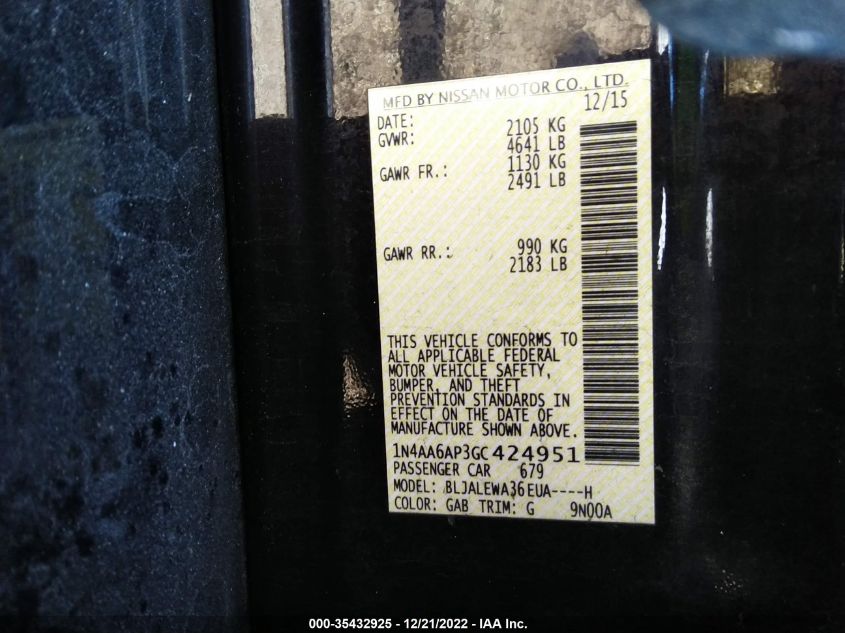 MFD BY NISSAN MOTOR CO., LTD.
DATE: 12/15
GVWR: 2105 KG
4641 LB
GAWR FR.: 1130 KG
2491 LB
GAWR RR.: 990 KG
2183 LB
THIS VEHICLE CONFORMS TO
ALL APPLICABLE FEDERAL
MOTOR VEHICLE SAFETY,
BUMPER, AND THEFT
PREVENTION STANDARDS IN
EFFECT ON THE DATE OF
MANUFACTURE SHOWN ABOVE.
1N4AA6AP3GC424951
PASSENGER CAR 679
MODEL: BLJALEWA36EUA----H
COLOR: GAB TRIM: G 9N00A
000-35432925 - 12/21/2022 - IAA Inc.